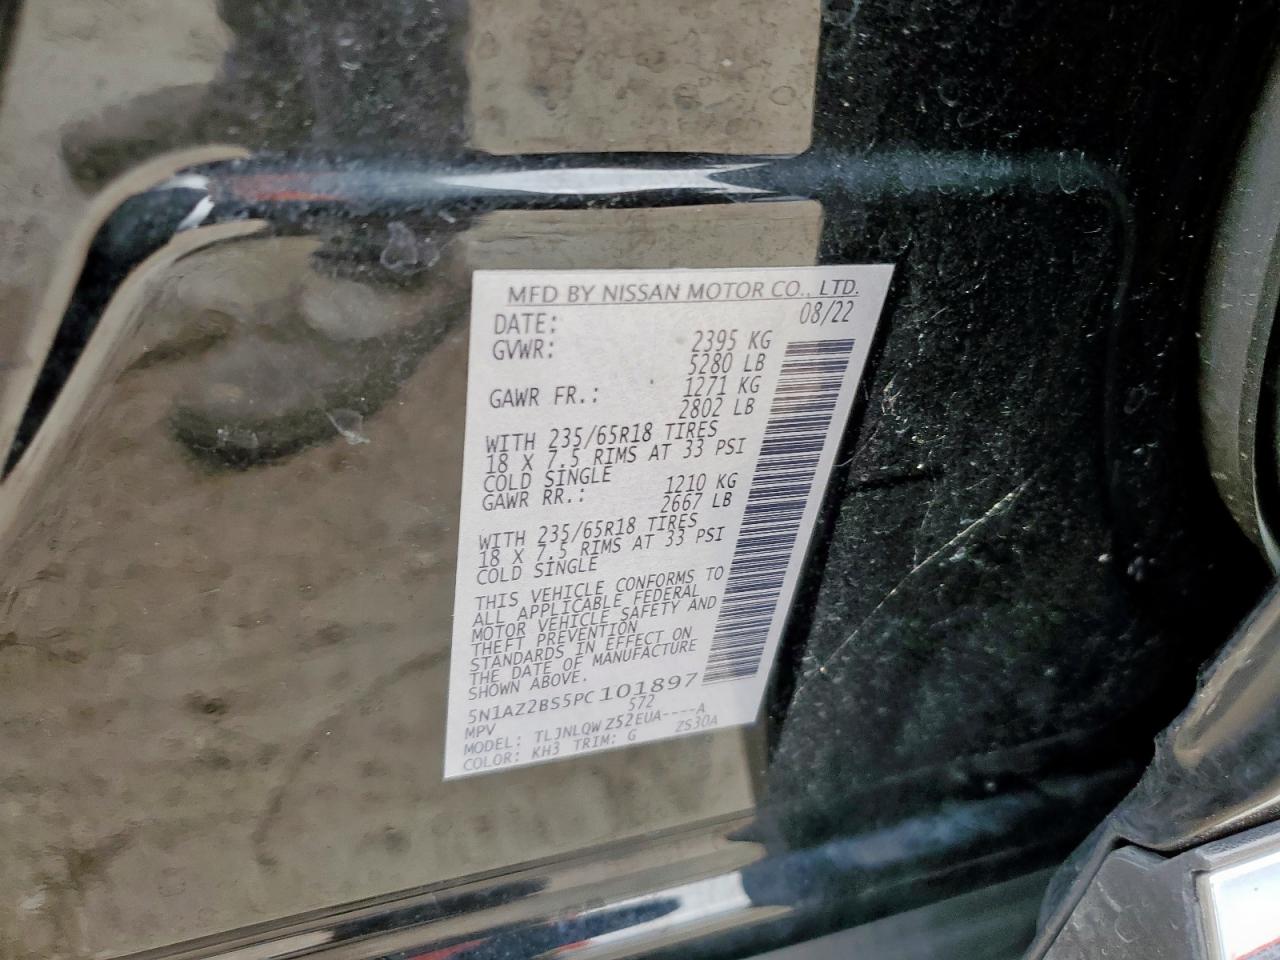 MFD BY NISSAN MOTOR CO., LTD.
DATE: 08/22
GVWR: 2395 KG
5280 LB
GAWR FR.: 1271 KG
2802 LB
WITH 235/65R18 TIRES
18 X 7.5 RIMS AT 33 PSI
COLD SINGLE
GAWR RR.: 1210 KG
2667 LB
WITH 235/65R18 TIRES
18 X 7.5 RIMS AT 33 PSI
COLD SINGLE
THIS VEHICLE CONFORMS TO
ALL APPLICABLE FEDERAL
MOTOR VEHICLE SAFETY AND
THEFT PREVENTION
STANDARDS IN EFFECT ON
THE DATE OF MANUFACTURE
SHOWN ABOVE.
5N1AZ2BS5PC101897
MPV 572
MODEL: TLJNLQWZ52EUA----A
COLOR: KH3 TRIM: G ZS30A